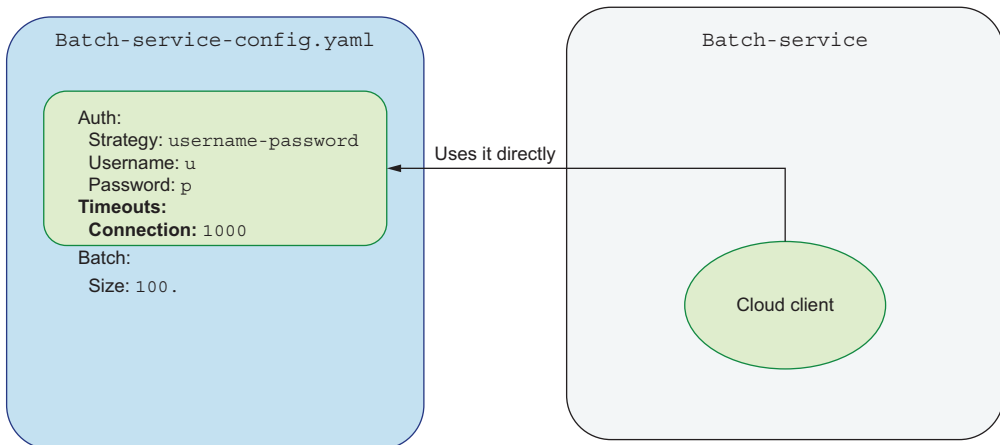 Batch-service-config.yaml
Auth:
Strategy: username-password
Username: u
Password: p
Timeouts:
Connection: 1000
Batch:
Size: 100.
Uses it directly
Batch-service
Cloud client